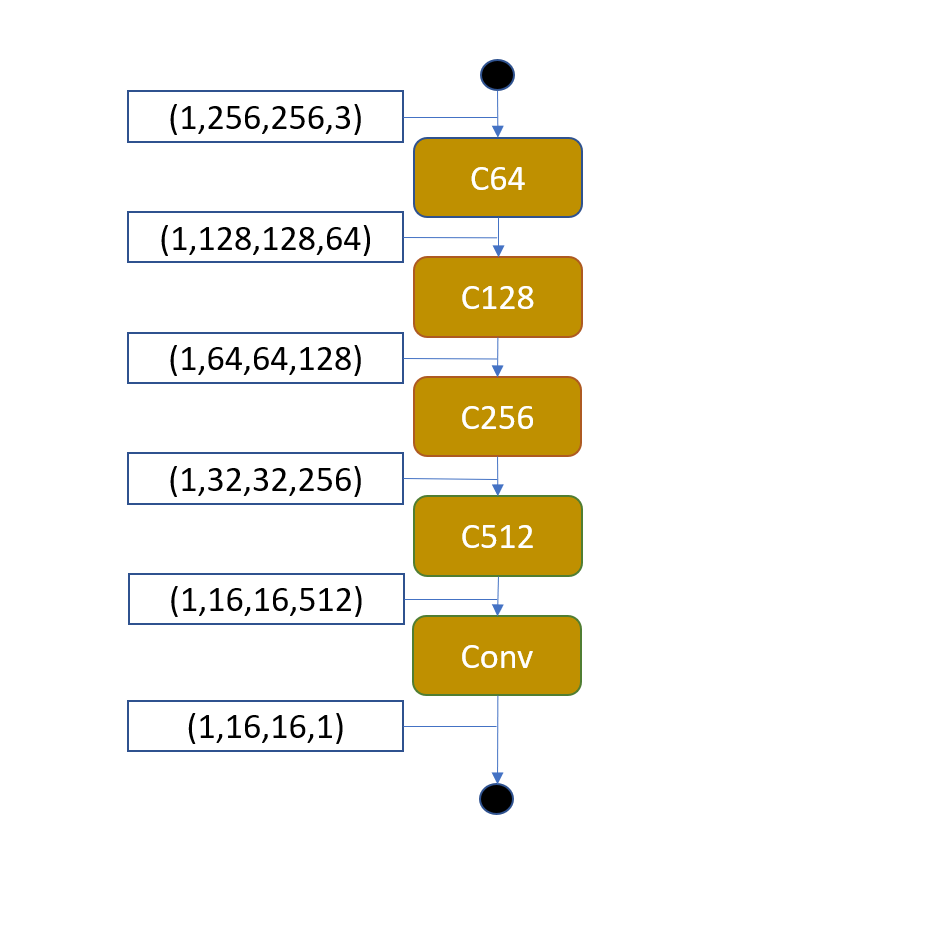 (1,256,256,3)
C64
(1,128,128,64)
C128
(1,64,64,128)
C256
(1,32,32,256)
C512
(1,16,16,512)
Conv
(1,16,16,1)